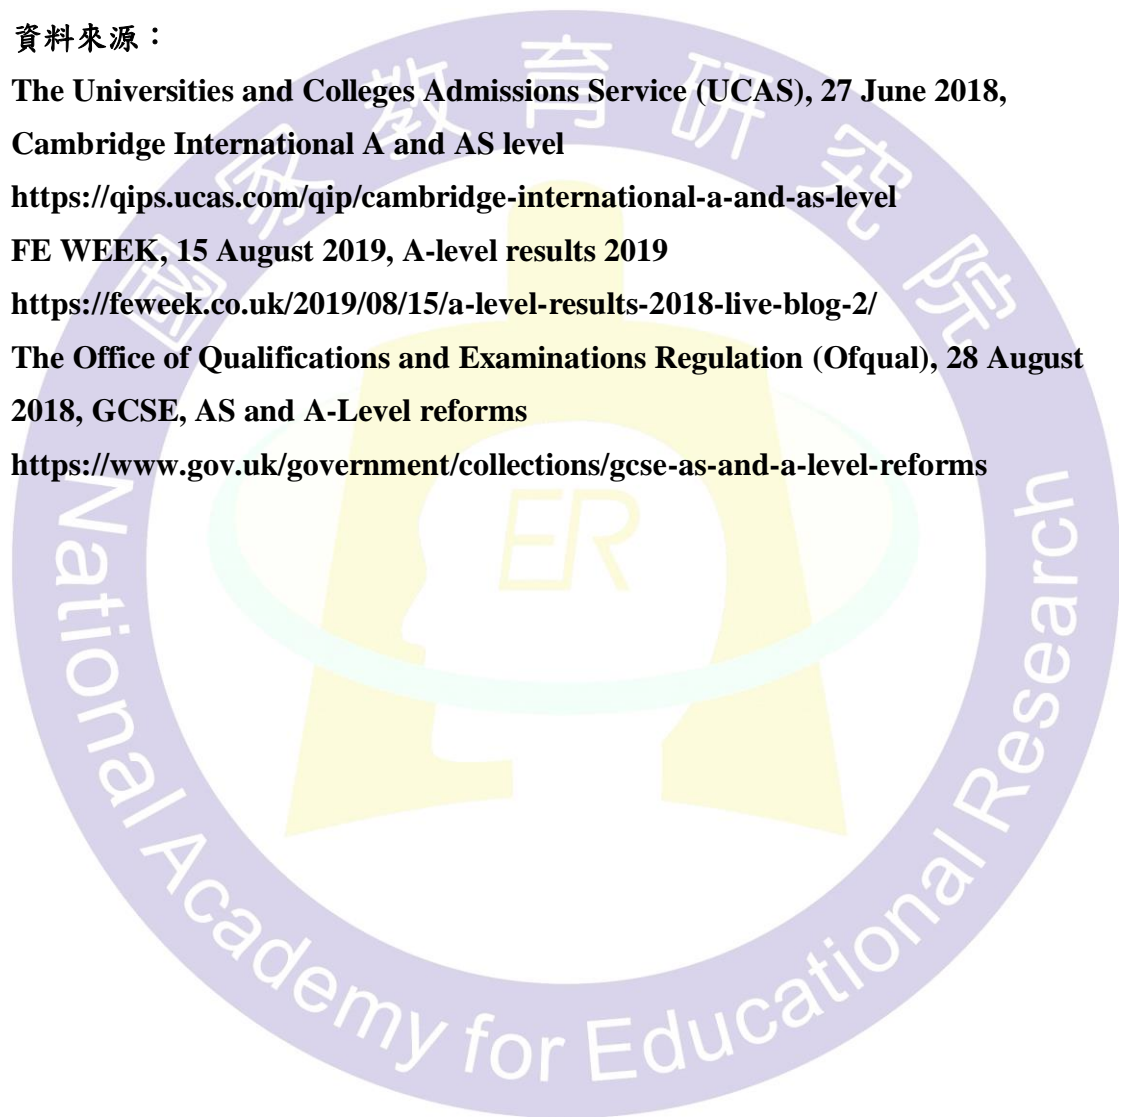 資料來源：
The Universities and Colleges Admissions Service (UCAS), 27 June 2018,
Cambridge International A and AS level
https://qips.ucas.com/qip/cambridge-international-a-and-as-level
FE WEEK, 15 August 2019, A-level results 2019
https://feweek.co.uk/2019/08/15/a-level-results-2018-live-blog-2/
The Office of Qualifications and Examinations Regulation (Ofqual), 28 August
2018, GCSE, AS and A-Level reforms
https://www.gov.uk/government/collections/gcse-as-and-a-level-reforms
國家教育研究院
ER
National Academy for Educational Research